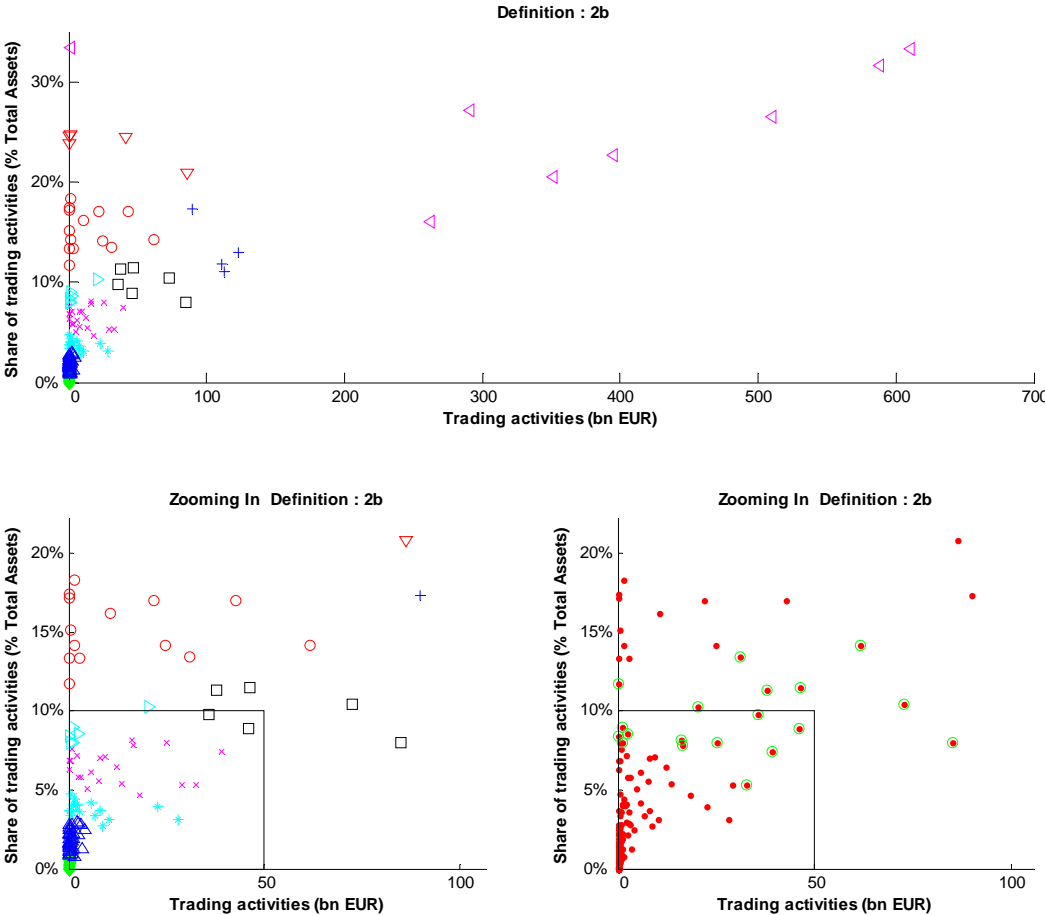 Definition : 2b
Share of trading activities (% Total Assets)
30%
20%
10%
0%
0 100 200 300 400 500 600 700
Trading activities (bn EUR)
Zooming In Definition : 2b
Share of trading activities (% Total Assets)
20%
15%
10%
5%
0%
0 50 100
Trading activities (bn EUR)
Zooming In Definition : 2b
Share of trading activities (% Total Assets)
20%
15%
10%
5%
0%
0 50 100
Trading activities (bn EUR)